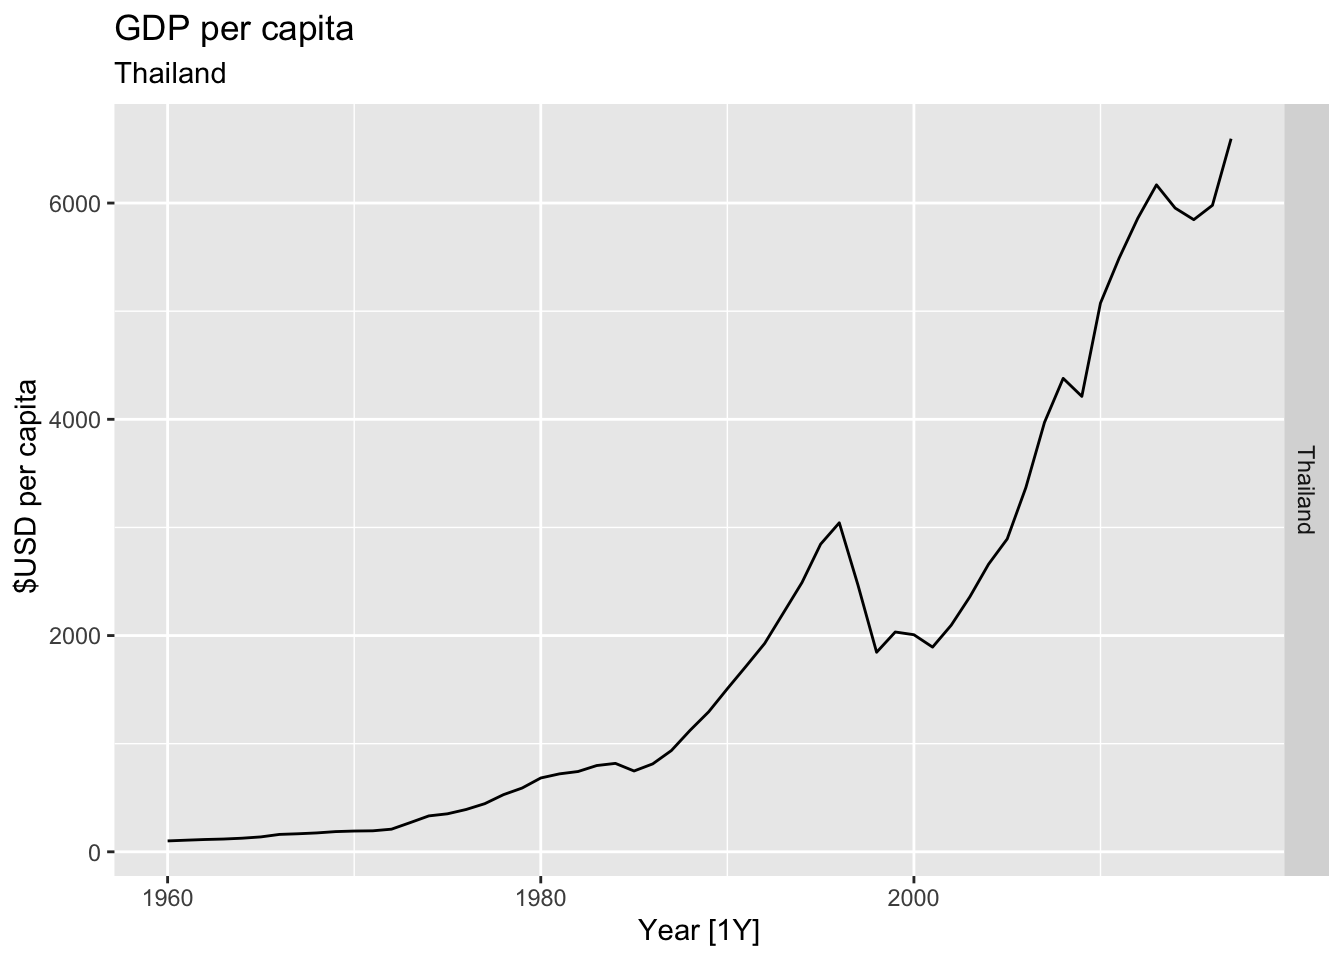 GDP per capita
Thailand
$USD per capita
6000
4000
2000
0
1960
1980
2000
Year [1Y]
Thailand